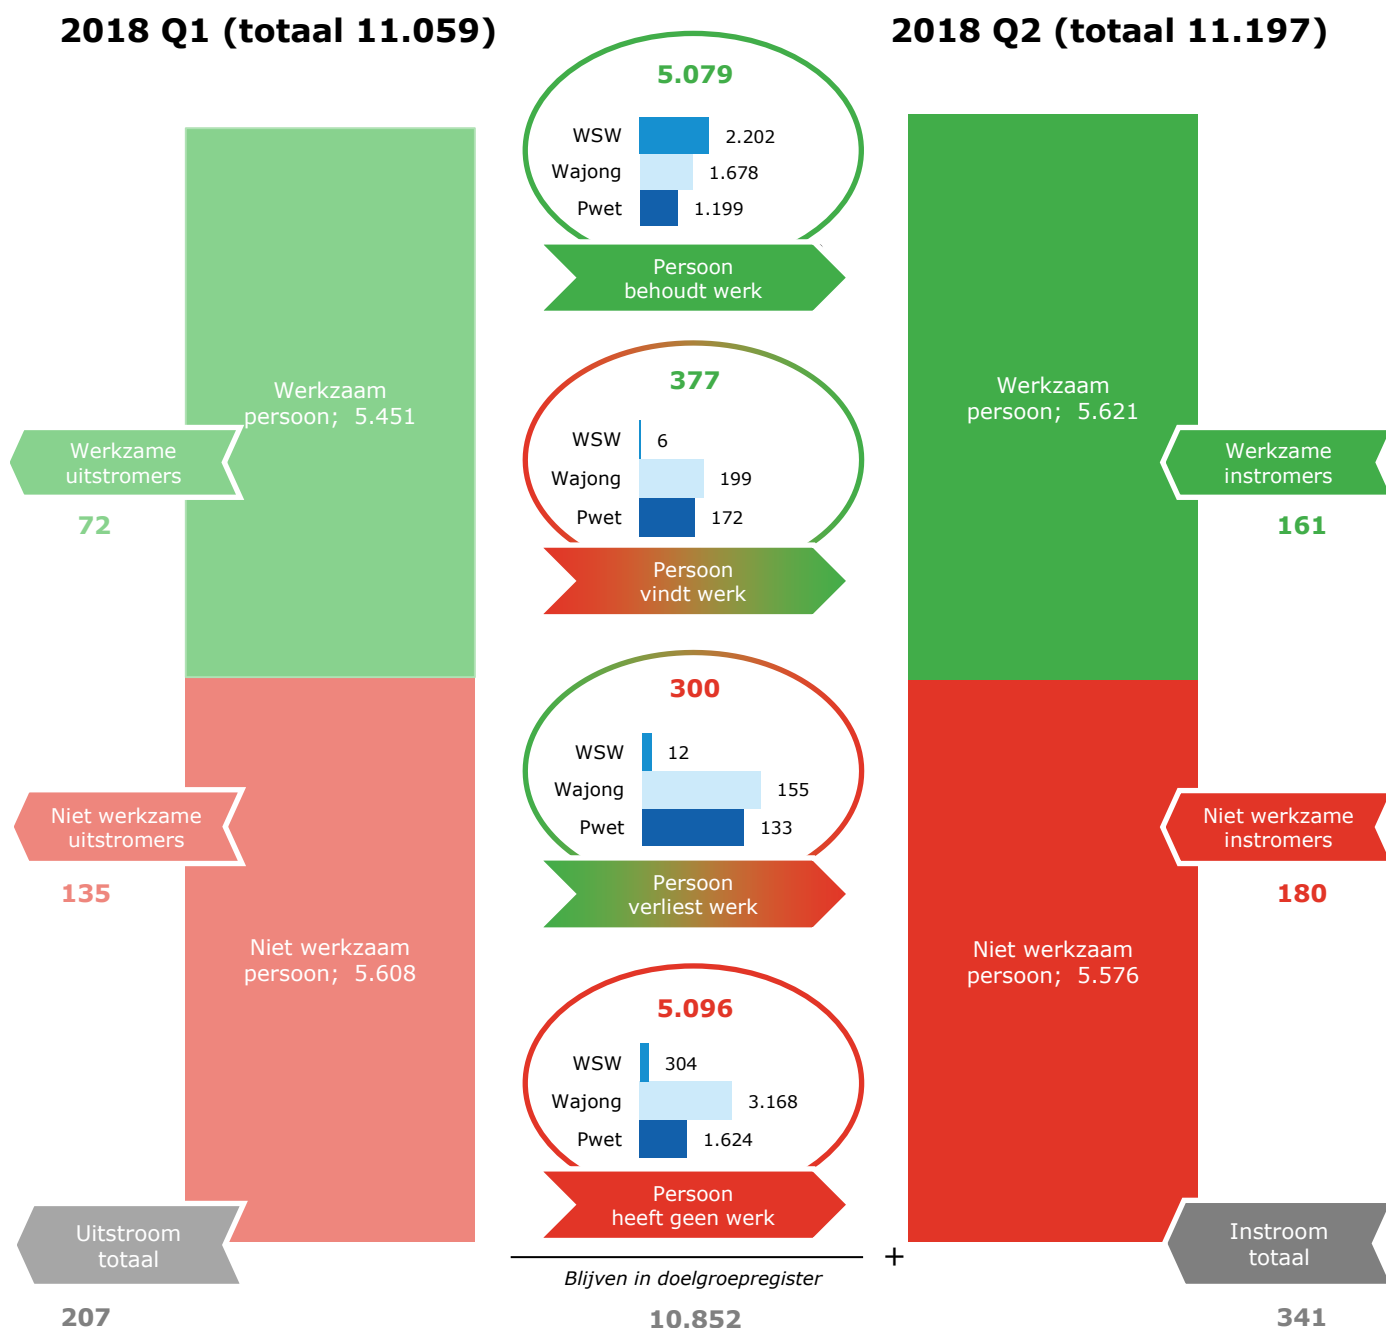 2018 Q1 (totaal 11.059)
2018 Q2 (totaal 11.197)
5.079
WSW 2.202
Wajong 1.678
Pwet 1.199
Persoon
behoudt werk
377
WSW 6
Wajong 199
Pwet 172
Persoon
vindt werk
300
WSW 12
Wajong 155
Pwet 133
Persoon
verliest werk
5.096
WSW 304
Wajong 3.168
Pwet 1.624
Persoon
heeft geen werk
Blijven in doelgroepregister
10.852
+
Werkzaam
persoon; 5.451
Werkzame
uitstromers
72
Niet werkzame
uitstromers
135
Niet werkzaam
persoon; 5.608
Uitstroom
totaal
207
Werkzaam
persoon; 5.621
Werkzame
instromers
161
Niet werkzame
instromers
180
Niet werkzaam
persoon; 5.576
Instroom
totaal
341